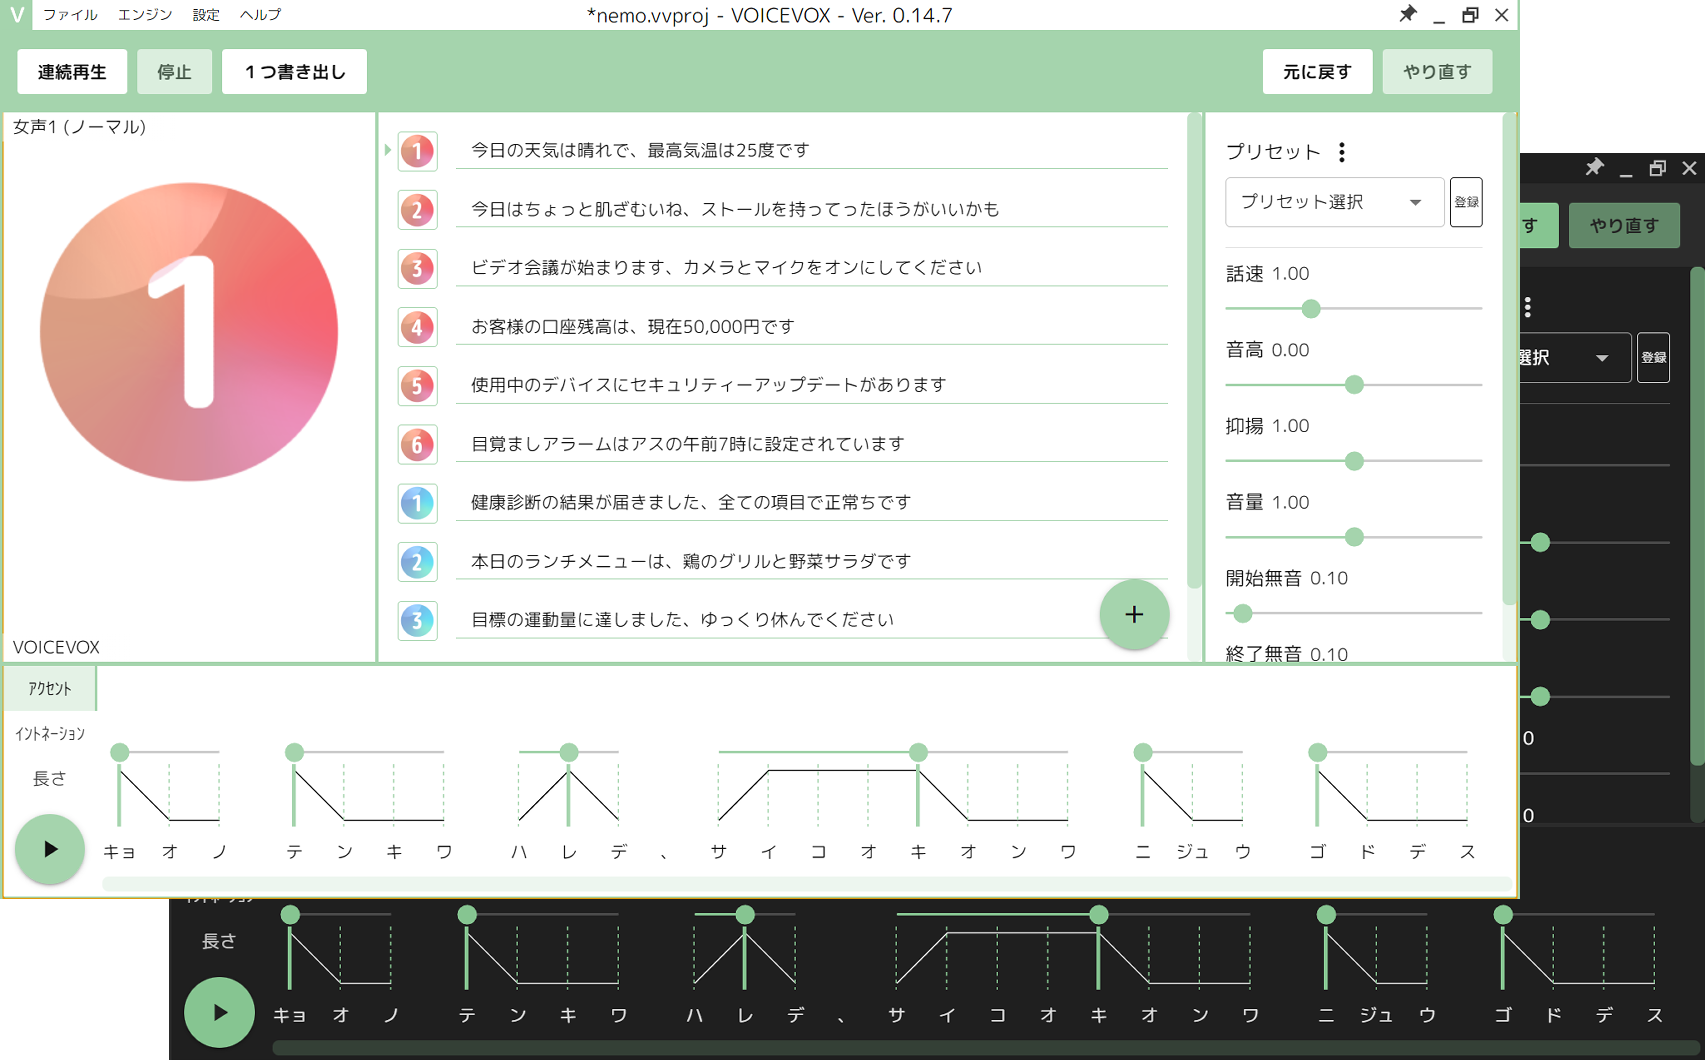 V ファイル エンジン 設定 ヘルプ *nemo.vvproj - VOICEVOX - Ver. 0.14.7
連続再生 停止 1つ書き出し 元に戻す やり直す
女声1 (ノーマル)
1
VOICEVOX
1 今日の天気は晴れで、最高気温は25度です
2 今日はちょっと肌ざむいね、ストールを持ってったほうがいいかも
3 ビデオ会議が始まります、カメラとマイクをオンにしてください
4 お客様の口座残高は、現在50,000円です
5 使用中のデバイスにセキュリティーアップデートがあります
6 目覚ましアラームはアスの午前7時に設定されています
1 健康診断の結果が届きました、全ての項目で正常ちです
2 本日のランチメニューは、鶏のグリルと野菜サラダです
3 目標の運動量に達しました、ゆっくり休んでください
+
プリセット
プリセット選択 登録
話速 1.00
音高 0.00
抑揚 1.00
音量 1.00
開始無音 0.10
終了無音 0.10
アクセント
イントネーション
長さ
キョ オ ノ テ ン キ ワ ハ レ デ 、 サ イ コ オ キ オ ン ワ ニ ジュ ウ ゴ ド デ ス
す やり直す
選択 登録
0
0
イントネーション
長さ
キョ オ ノ テ ン キ ワ ハ レ デ 、 サ イ コ オ キ オ ン ワ ニ ジュ ウ ゴ ド デ ス